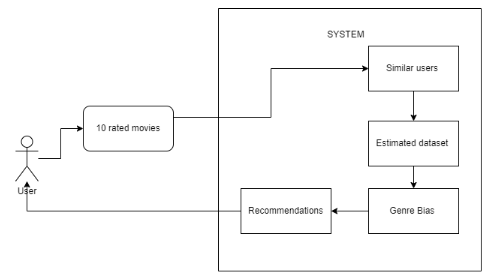 SYSTEM
Similar users
10 rated movies
Estimated dataset
User
Recommendations
Genre Bias